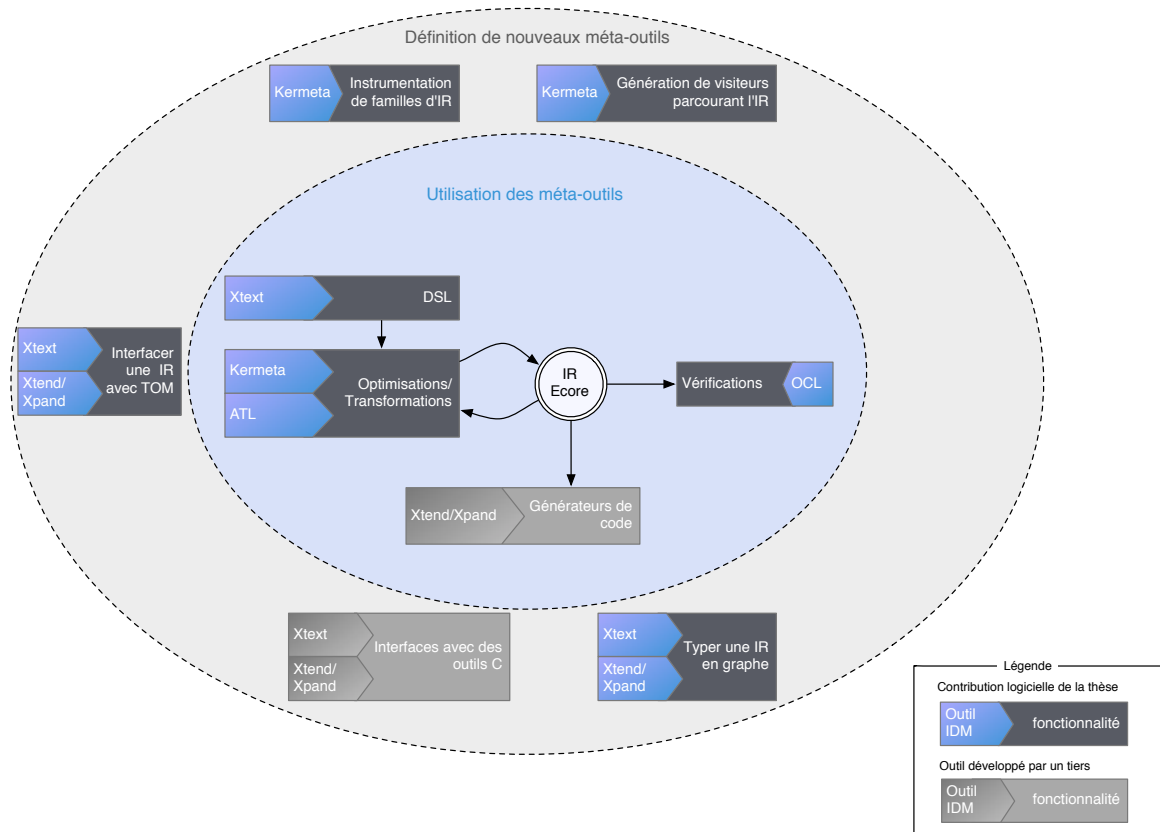 Définition de nouveaux méta-outils
Kermeta
Instrumentation
de familles d'IR
Kermeta
Génération de visiteurs
parcourant l'IR
Utilisation des méta-outils
Xtext
DSL
Xtext
Xtend/
Xpand
Interfacer
une IR
avec TOM
Kermeta
ATL
Optimisations/
Transformations
IR
Ecore
Vérifications
OCL
Xtend/Xpand
Générateurs de
code
Xtext
Xtend/
Xpand
Interfaces avec des
outils C
Xtext
Xtend/
Xpand
Typer une IR
en graphe
Légende
Contribution logicielle de la thèse
Outil
IDM
fonctionnalité
Outil développé par un tiers
Outil
IDM
fonctionnalité